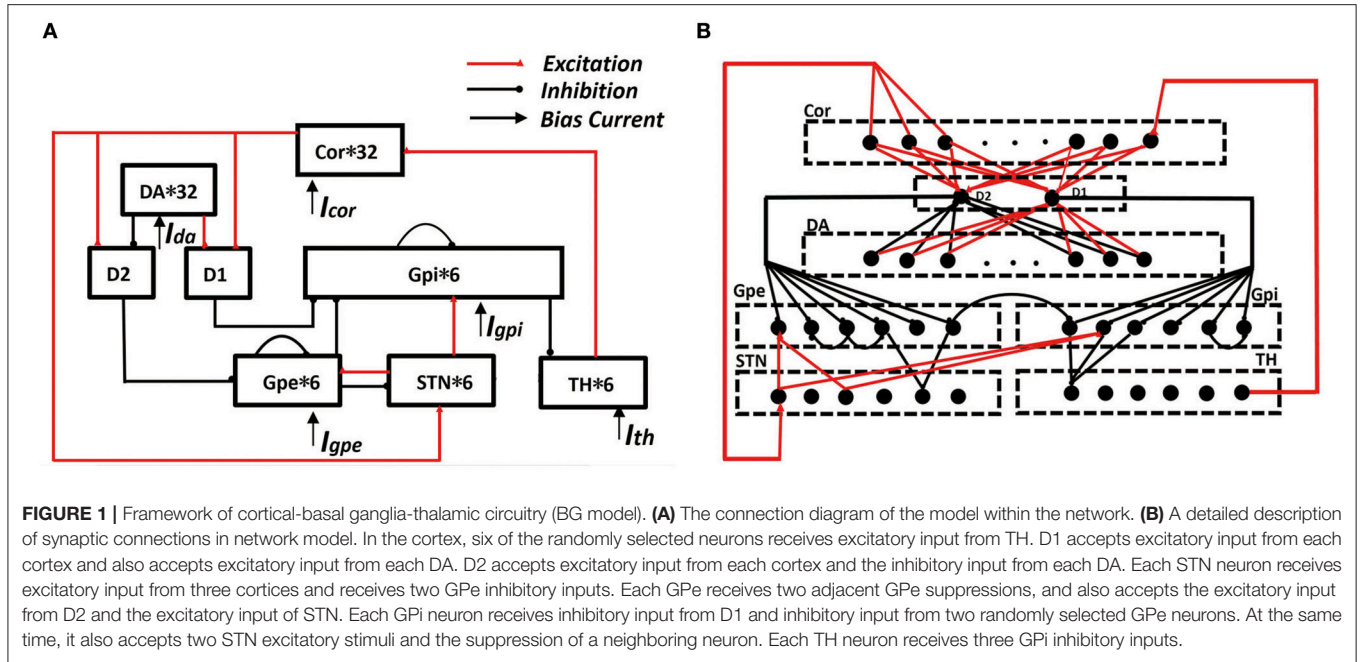 A
Excitation
Inhibition
Bias Current
Cor*32
DA*32
I cor
I da
D2
D1
Gpi*6
I gpi
Gpe*6
STN*6
TH*6
I gpe
I th
B
Cor
D2
D1
DA
. . .
. . .
Gpe
Gpi
STN
TH
FIGURE 1 | Framework of cortical-basal ganglia-thalamic circuitry (BG model). (A) The connection diagram of the model within the network. (B) A detailed description
of synaptic connections in network model. In the cortex, six of the randomly selected neurons receives excitatory input from TH. D1 accepts excitatory input from each
cortex and also accepts excitatory input from each DA. D2 accepts excitatory input from each cortex and the inhibitory input from each DA. Each STN neuron receives
excitatory input from three cortices and receives two GPe inhibitory inputs. Each GPe receives two adjacent GPe suppressions, and also accepts the excitatory input
from D2 and the excitatory input of STN. Each GPi neuron receives inhibitory input from D1 and inhibitory input from two randomly selected GPe neurons. At the same
time, it also accepts two STN excitatory stimuli and the suppression of a neighboring neuron. Each TH neuron receives three GPi inhibitory inputs.